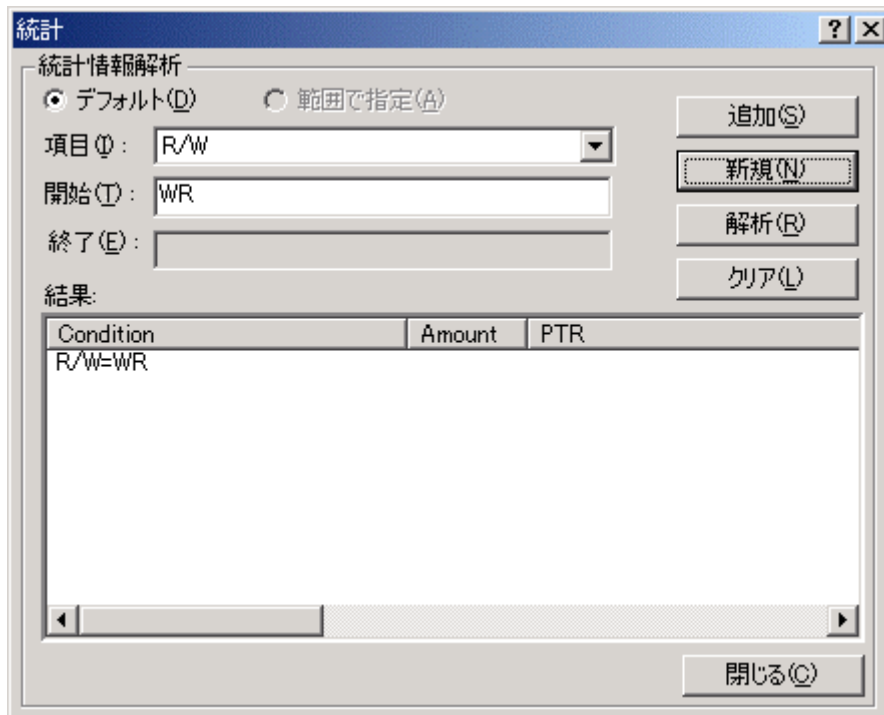 統計
統計情報解析
デフォルト(D) 範囲で指定(A)
追加(S)
項目(I): R/W
新規(N)
開始(T): WR
解析(R)
終了(E):
クリア(L)
結果:
Condition Amount PTR
R/W=WR
閉じる(C)